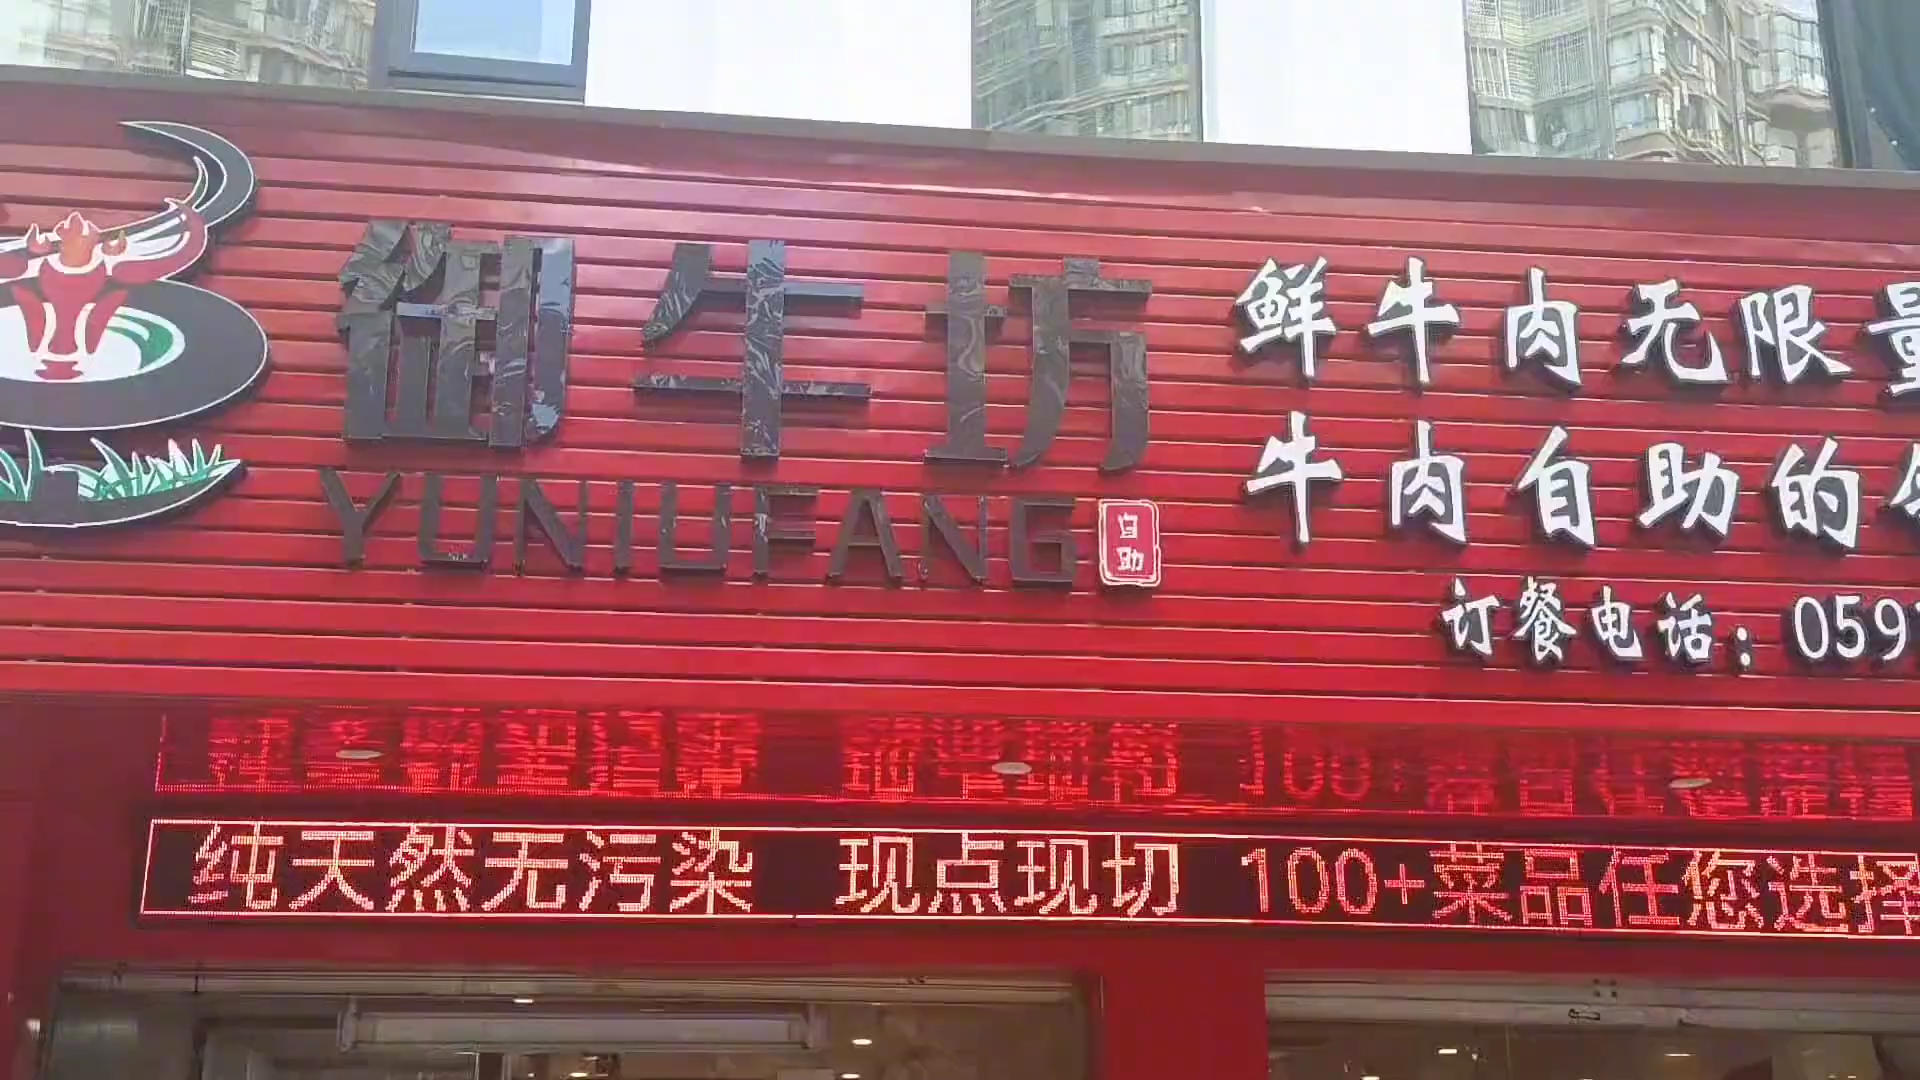 御牛坊
YUNIUFANG
自助
鲜牛肉无限量
牛肉自助的
订餐电话：059
纯天然无污染 现点现切 100+菜品任您选择